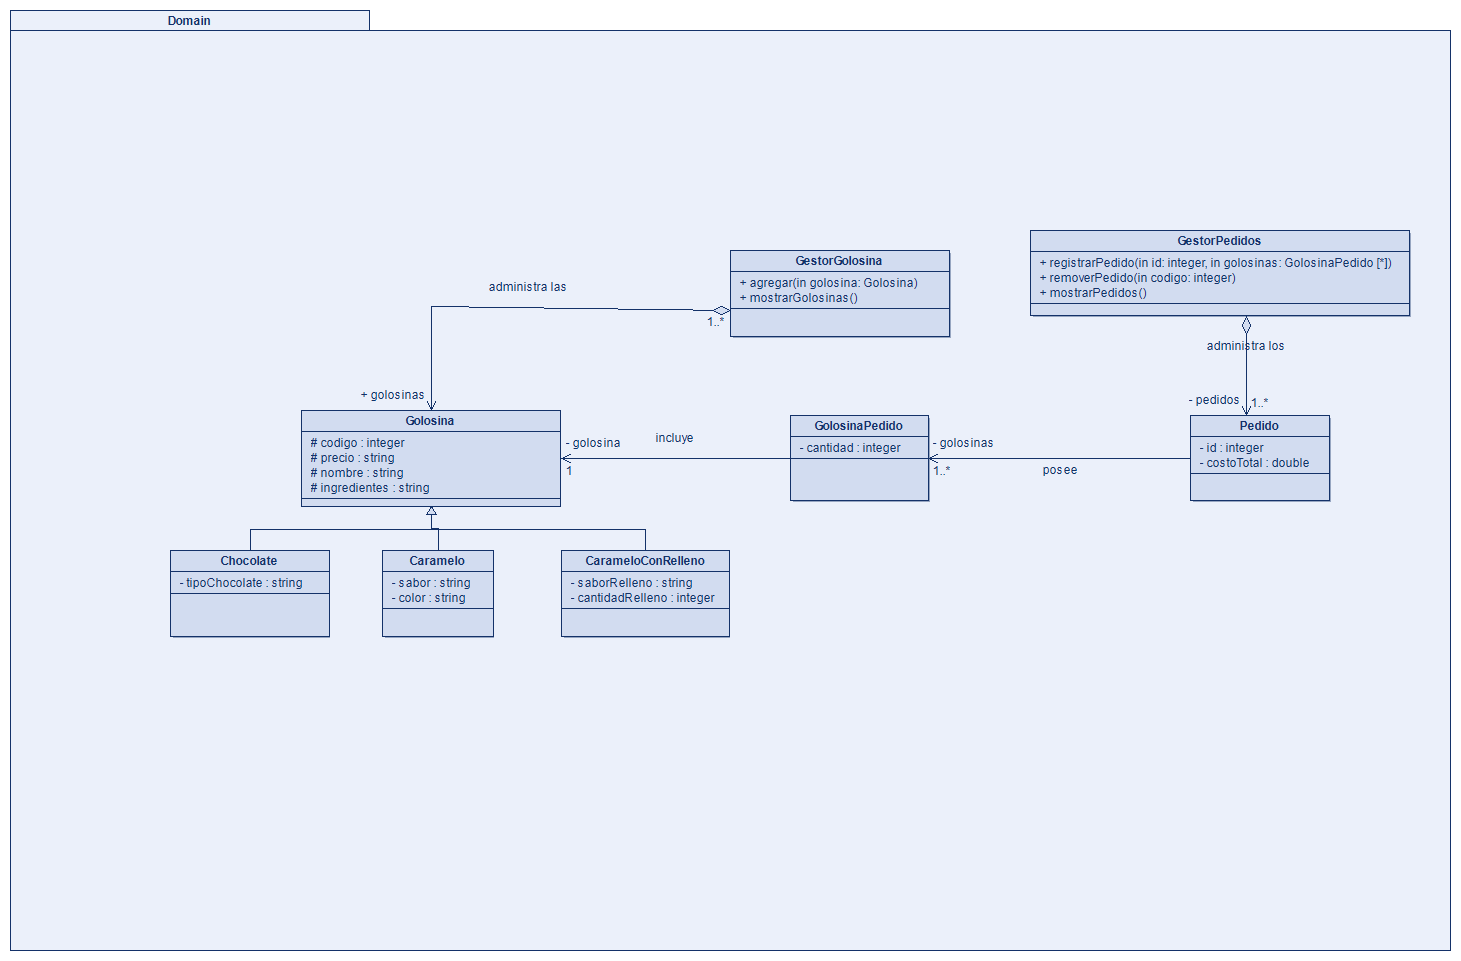 Domain
GestorPedidos
+ registrarPedido(in id: integer, in golosinas: GolosinaPedido [*])
+ removerPedido(in codigo: integer)
+ mostrarPedidos()
GestorGolosina
+ agregar(in golosina: Golosina)
+ mostrarGolosinas()
administra las
1..*
administra los
+ golosinas
- pedidos
1..*
Golosina
# codigo : integer
# precio : string
# nombre : string
# ingredientes : string
- golosina
1
incluye
GolosinaPedido
- cantidad : integer
- golosinas
1..*
posee
Pedido
- id : integer
- costoTotal : double
Chocolate
- tipoChocolate : string
Caramelo
- sabor : string
- color : string
CarameloConRelleno
- saborRelleno : string
- cantidadRelleno : integer